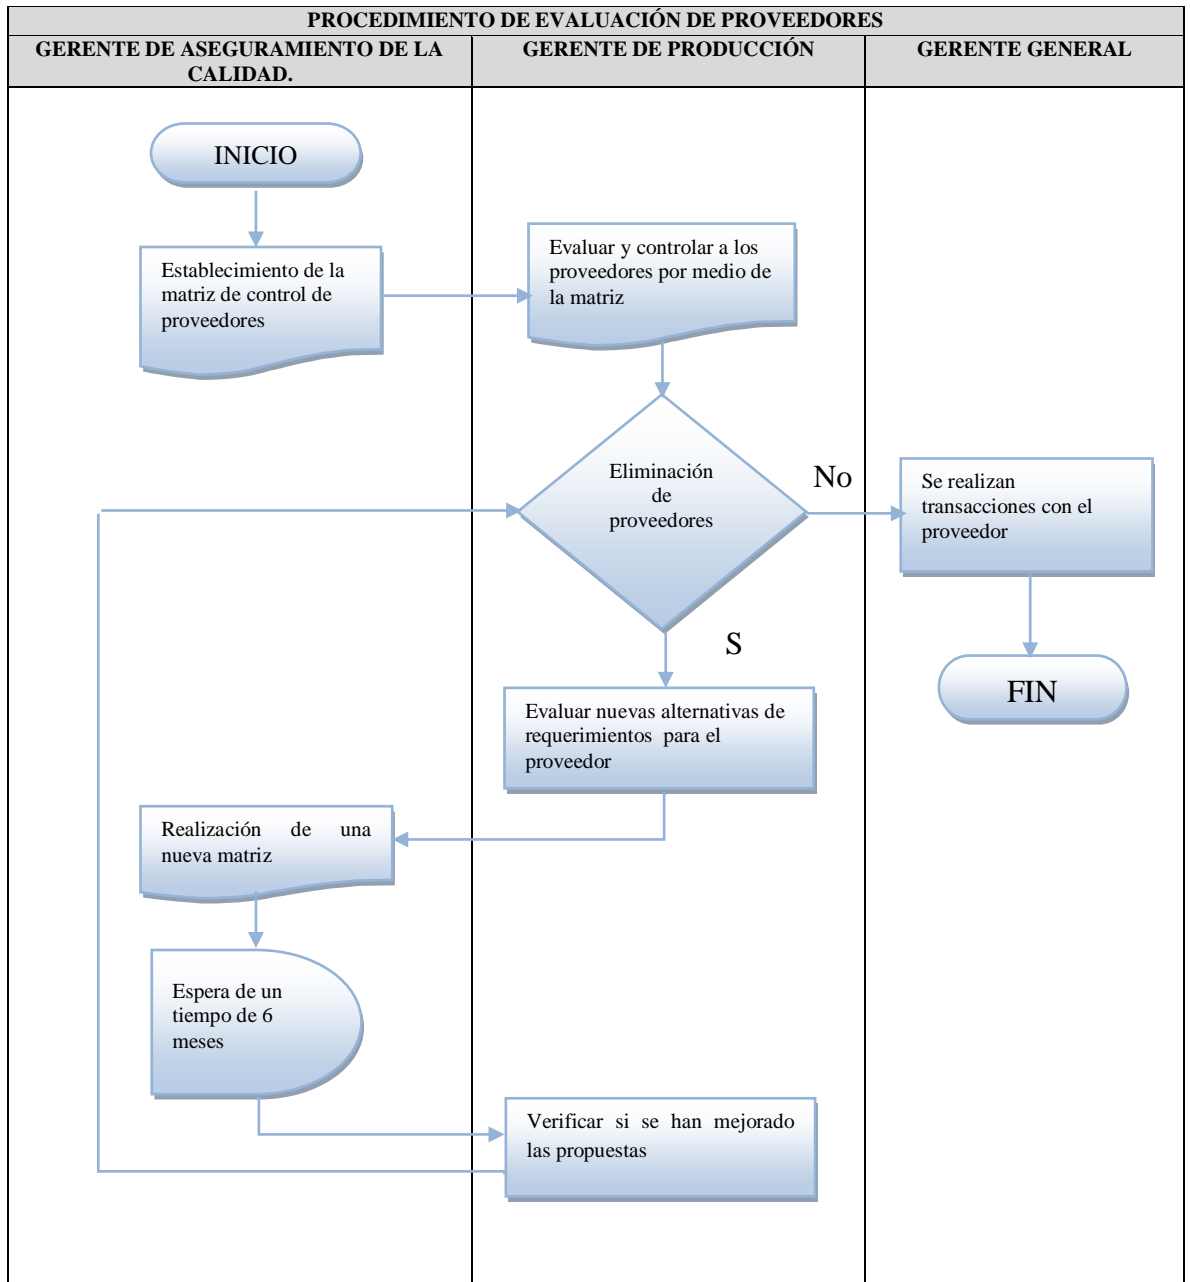 PROCEDIMIENTO DE EVALUACIÓN DE PROVEEDORES
GERENTE DE ASEGURAMIENTO DE LA
CALIDAD.
GERENTE DE PRODUCCIÓN
GERENTE GENERAL
INICIO
Establecimiento de la
matriz de control de
proveedores
Evaluar y controlar a los
proveedores por medio de
la matriz
Eliminación
de
proveedores
No
Se realizan
transacciones con el
proveedor
S
FIN
Evaluar nuevas alternativas de
requerimientos para el
proveedor
Realización de una
nueva matriz
Espera de un
tiempo de 6
meses
Verificar si se han mejorado
las propuestas